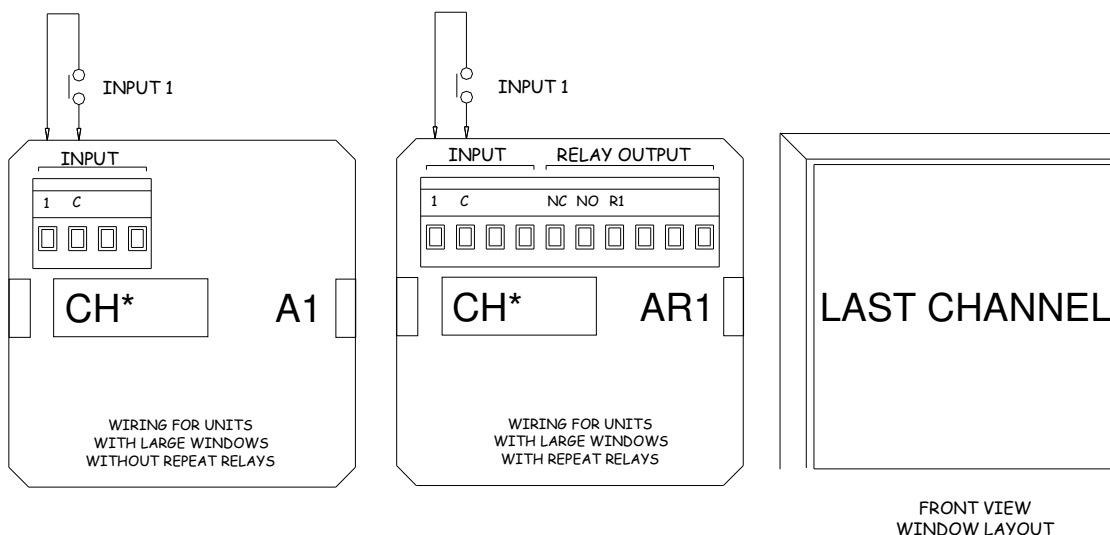 INPUT 1
INPUT
1 C
CH* A1
WIRING FOR UNITS
WITH LARGE WINDOWS
WITHOUT REPEAT RELAYS
INPUT 1
INPUT RELAY OUTPUT
1 C NC NO R1
CH* AR1
WIRING FOR UNITS
WITH LARGE WINDOWS
WITH REPEAT RELAYS
LAST CHANNEL
FRONT VIEW
WINDOW LAYOUT